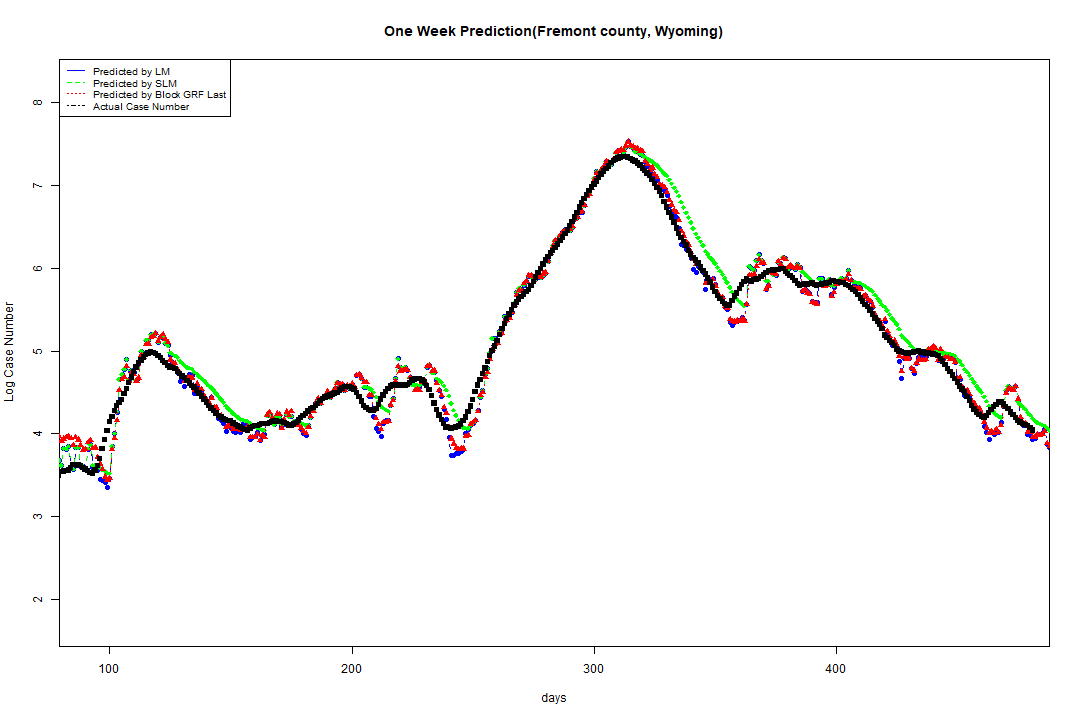 One Week Prediction(Fremont county, Wyoming)
Predicted by LM
Predicted by SLM
Predicted by Block GRF Last
Actual Case Number
8
7
6
5
4
3
2
Log Case Number
100 200 300 400
days